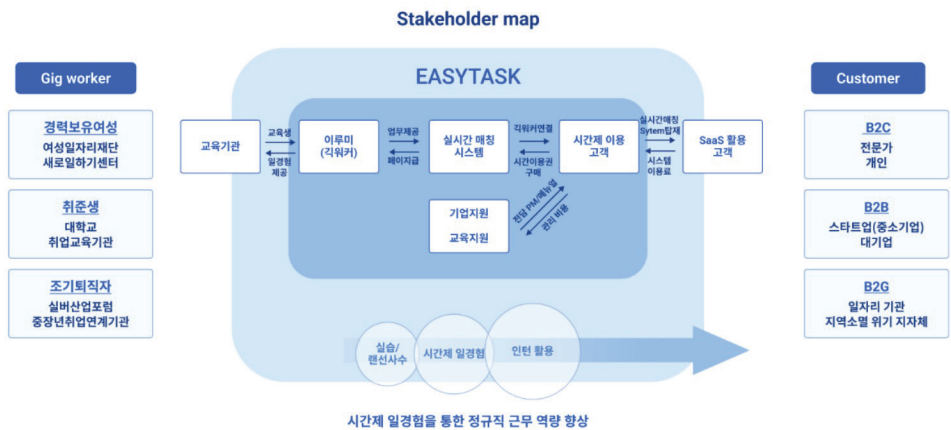 Stakeholder map
Gig worker
경력보유여성
여성일자리재단
새로일하기센터
취준생
대학교
취업교육기관
조기퇴직자
실버산업포럼
중장년취업연계기관
EASYTASK
교육기관
교육생
일경험
제공
이루미
(긱워커)
업무제공
페이지급
실시간 매칭
시스템
긱워커연결
시간이용권
구매
시간제 이용
고객
실시간매칭
Sytem탑재
시스템
이용료
SaaS 활용
고객
기업지원
교육지원
전담 PM/메뉴얼
관리 비용
실습/
랜선사수
시간제 일경험
인턴 활용
시간제 일경험을 통한 정규직 근무 역량 향상
Customer
B2C
전문가
개인
B2B
스타트업(중소기업)
대기업
B2G
일자리 기관
지역소멸 위기 지자체